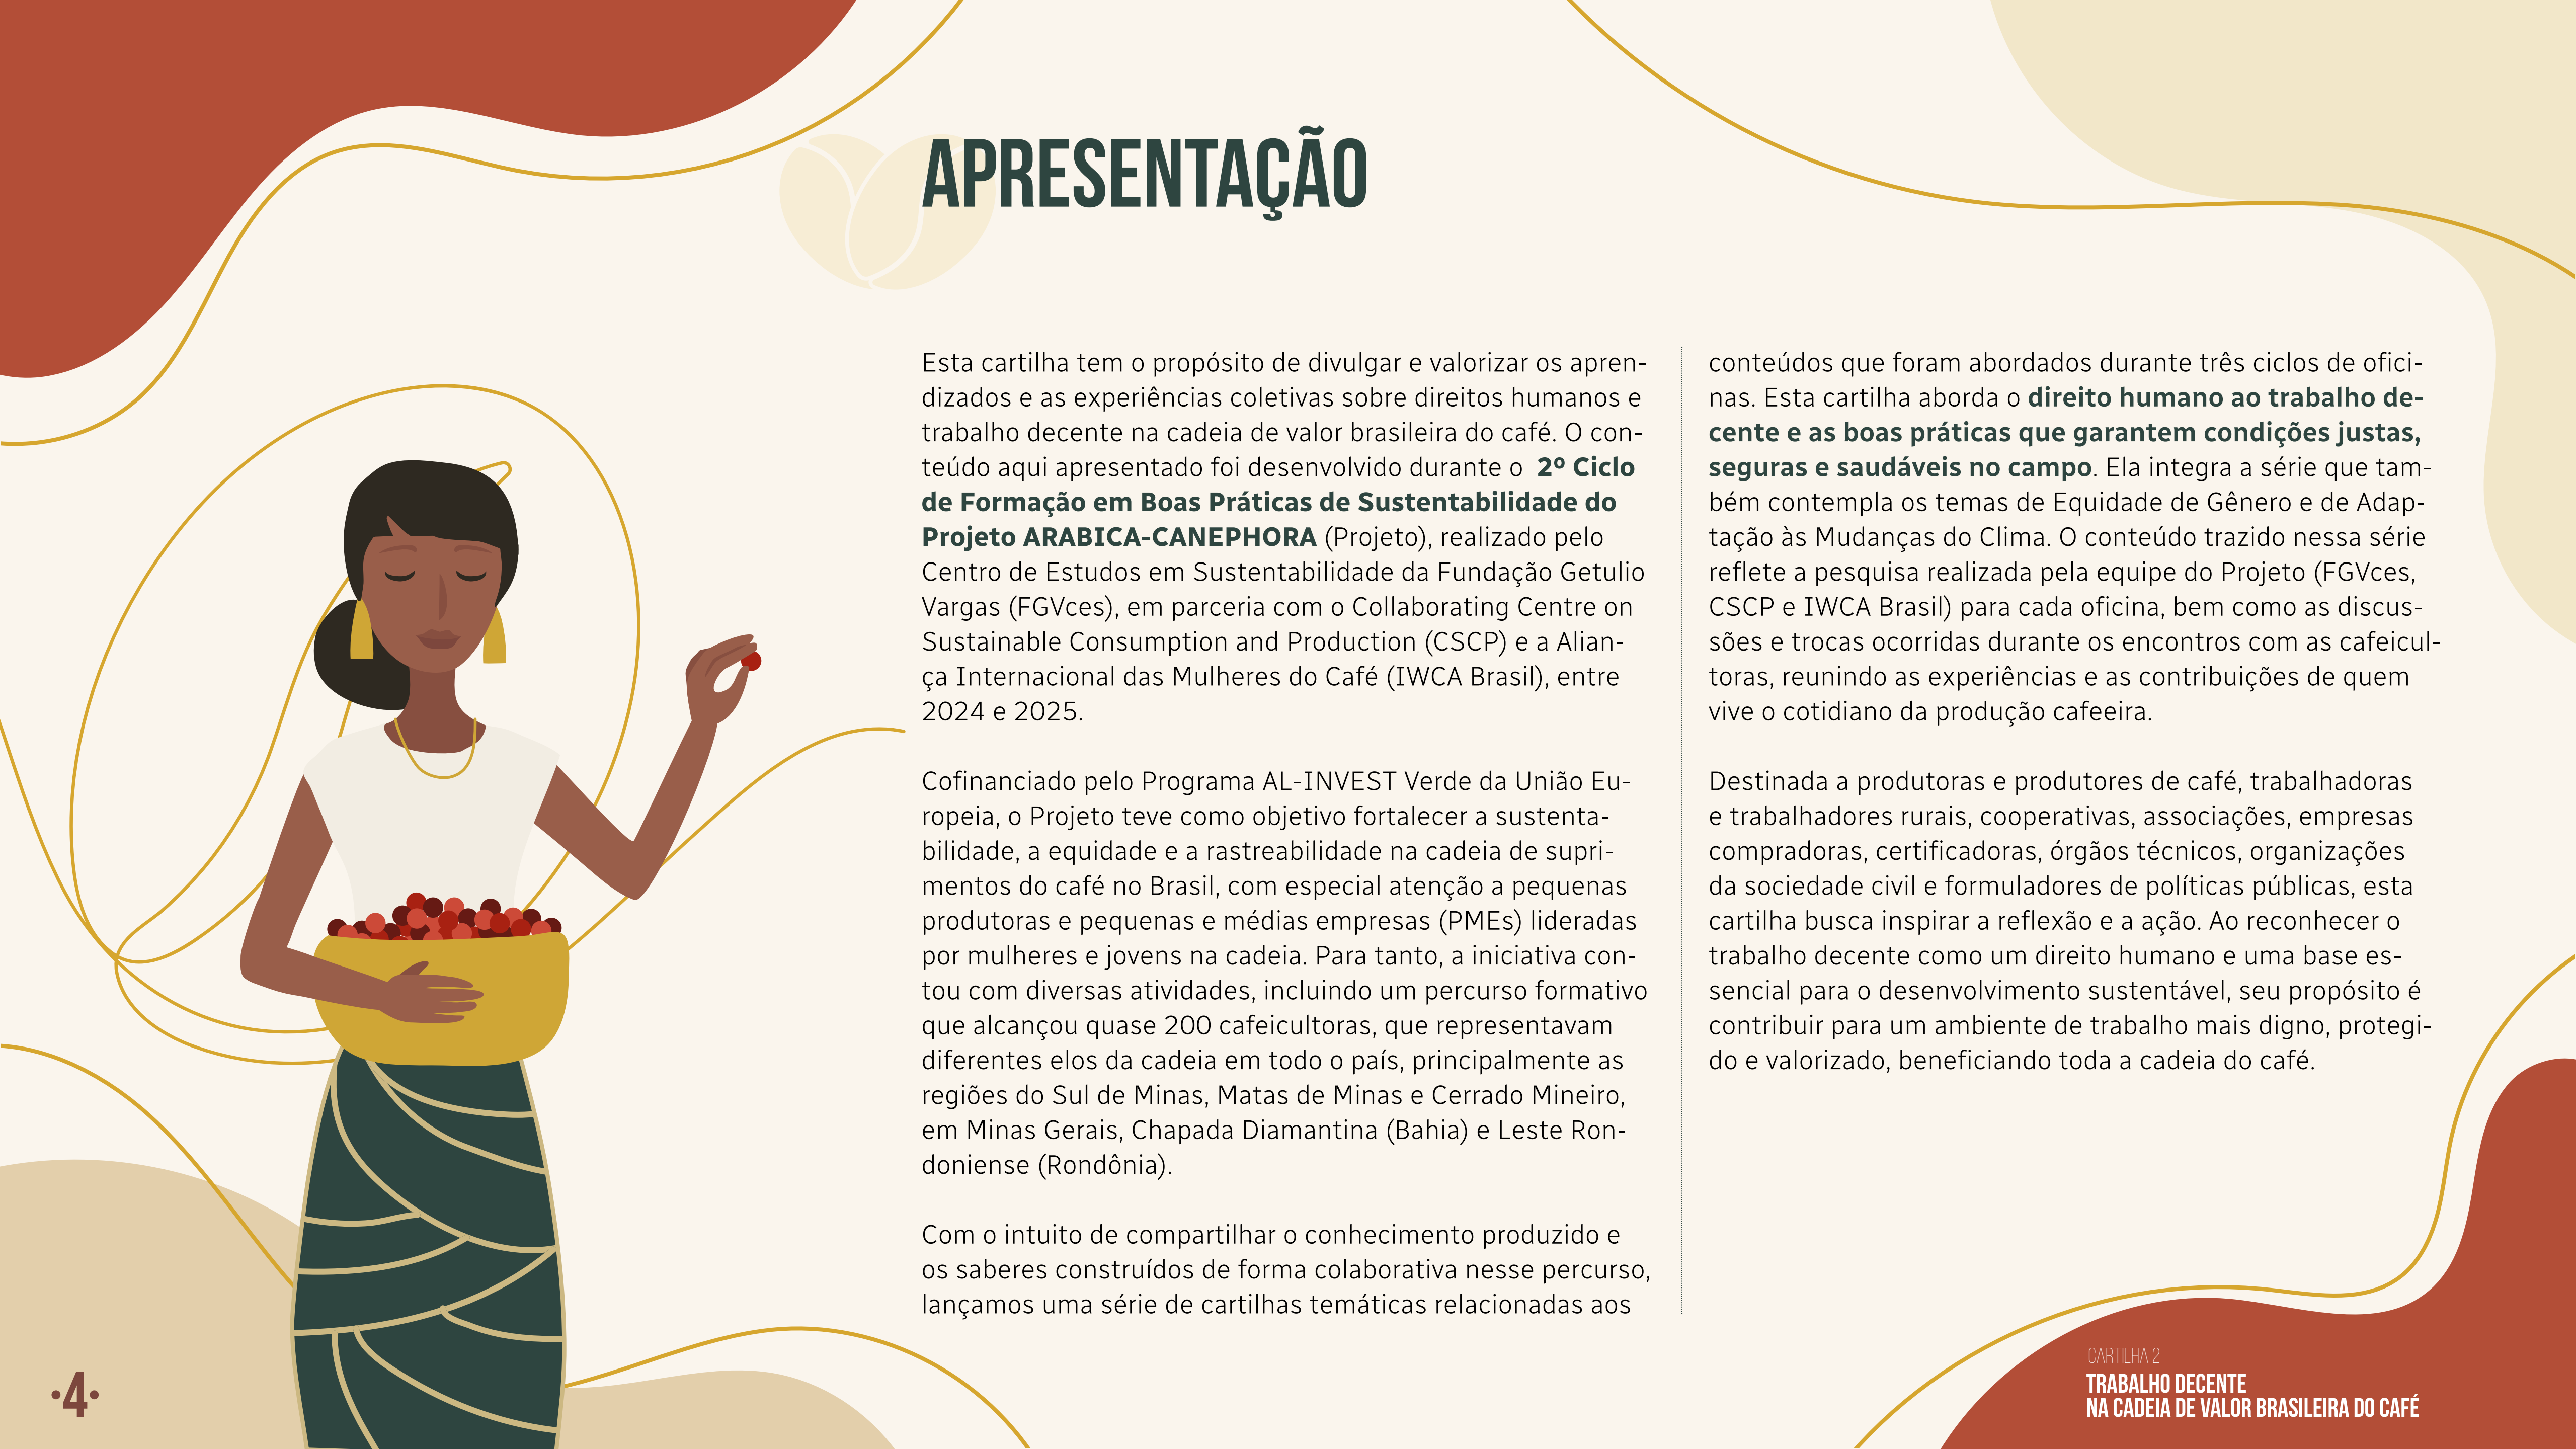 APRESENTAÇÃO
Esta cartilha tem o propósito de divulgar e valorizar os apren-
dizados e as experiências coletivas sobre direitos humanos e
trabalho decente na cadeia de valor brasileira do café. O con-
teúdo aqui apresentado foi desenvolvido durante o 2º Ciclo
de Formação em Boas Práticas de Sustentabilidade do
Projeto ARABICA-CANEPHORA (Projeto), realizado pelo
Centro de Estudos em Sustentabilidade da Fundação Getulio
Vargas (FGVces), em parceria com o Collaborating Centre on
Sustainable Consumption and Production (CSCP) e a Alian-
ça Internacional das Mulheres do Café (IWCA Brasil), entre
2024 e 2025.
Cofinanciado pelo Programa AL-INVEST Verde da União Eu-
ropeia, o Projeto teve como objetivo fortalecer a sustenta-
bilidade, a equidade e a rastreabilidade na cadeia de supri-
mentos do café no Brasil, com especial atenção a pequenas
produtoras e pequenas e médias empresas (PMEs) lideradas
por mulheres e jovens na cadeia. Para tanto, a iniciativa con-
tou com diversas atividades, incluindo um percurso formativo
que alcançou quase 200 cafeicultoras, que representavam
diferentes elos da cadeia em todo o país, principalmente as
regiões do Sul de Minas, Matas de Minas e Cerrado Mineiro,
em Minas Gerais, Chapada Diamantina (Bahia) e Leste Ron-
doniense (Rondônia).
Com o intuito de compartilhar o conhecimento produzido e
os saberes construídos de forma colaborativa nesse percurso,
lançamos uma série de cartilhas temáticas relacionadas aos
conteúdos que foram abordados durante três ciclos de ofici-
nas. Esta cartilha aborda o direito humano ao trabalho de-
cente e as boas práticas que garantem condições justas,
seguras e saudáveis no campo. Ela integra a série que tam-
bém contempla os temas de Equidade de Gênero e de Adap-
tação às Mudanças do Clima. O conteúdo trazido nessa série
reflete a pesquisa realizada pela equipe do Projeto (FGVces,
CSCP e IWCA Brasil) para cada oficina, bem como as discus-
sões e trocas ocorridas durante os encontros com as cafeicul-
toras, reunindo as experiências e as contribuições de quem
vive o cotidiano da produção cafeeira.
Destinada a produtoras e produtores de café, trabalhadoras
e trabalhadores rurais, cooperativas, associações, empresas
compradoras, certificadoras, órgãos técnicos, organizações
da sociedade civil e formuladores de políticas públicas, esta
cartilha busca inspirar a reflexão e a ação. Ao reconhecer o
trabalho decente como um direito humano e uma base es-
sencial para o desenvolvimento sustentável, seu propósito é
contribuir para um ambiente de trabalho mais digno, protegi-
do e valorizado, beneficiando toda a cadeia do café.
·4·
CARTILHA 2
TRABALHO DECENTE
NA CADEIA DE VALOR BRASILEIRA DO CAFÉ